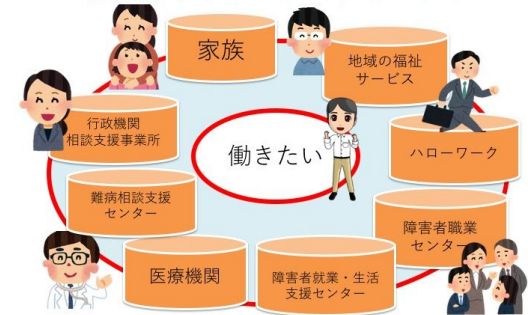 家族
地域の福祉
サービス
行政機関
相談支援事業所
働きたい
ハローワーク
難病相談支援
センター
障害者職業
センター
医療機関
障害者就業・生活
支援センター